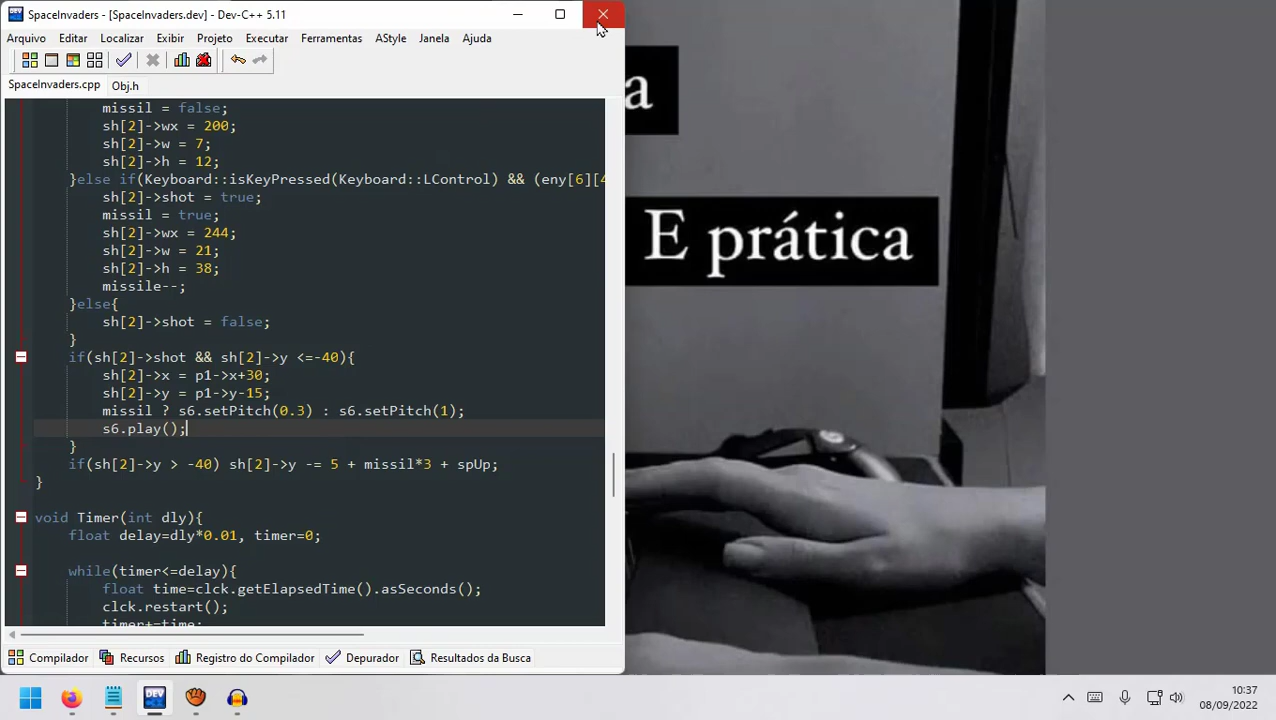 SpaceInvaders - [SpaceInvaders.dev] - Dev-C++ 5.11
Arquivo Editar Localizar Exibir Projeto Executar Ferramentas AStyle Janela Ajuda
SpaceInvaders.cpp Obj.h
missil = false;
sh[2]->wx = 200;
sh[2]->w = 7;
sh[2]->h = 12;
}else if(Keyboard::isKeyPressed(Keyboard::LControl) && (eny[6][4
sh[2]->shot = true;
missil = true;
sh[2]->wx = 244;
sh[2]->w = 21;
sh[2]->h = 38;
missile--;
}else{
sh[2]->shot = false;
}
if(sh[2]->shot && sh[2]->y <=-40){
sh[2]->x = p1->x+30;
sh[2]->y = p1->y-15;
missil ? s6.setPitch(0.3) : s6.setPitch(1);
s6.play();
}
if(sh[2]->y > -40) sh[2]->y -= 5 + missil*3 + spUp;
}
void Timer(int dly){
float delay=dly*0.01, timer=0;
while(timer<=delay){
float time=clck.getElapsedTime().asSeconds();
clck.restart();
timer+=time;
Compilador Recursos Registro do Compilador Depurador Resultados da Busca
a
E prática
DEV
10:37
08/09/2022